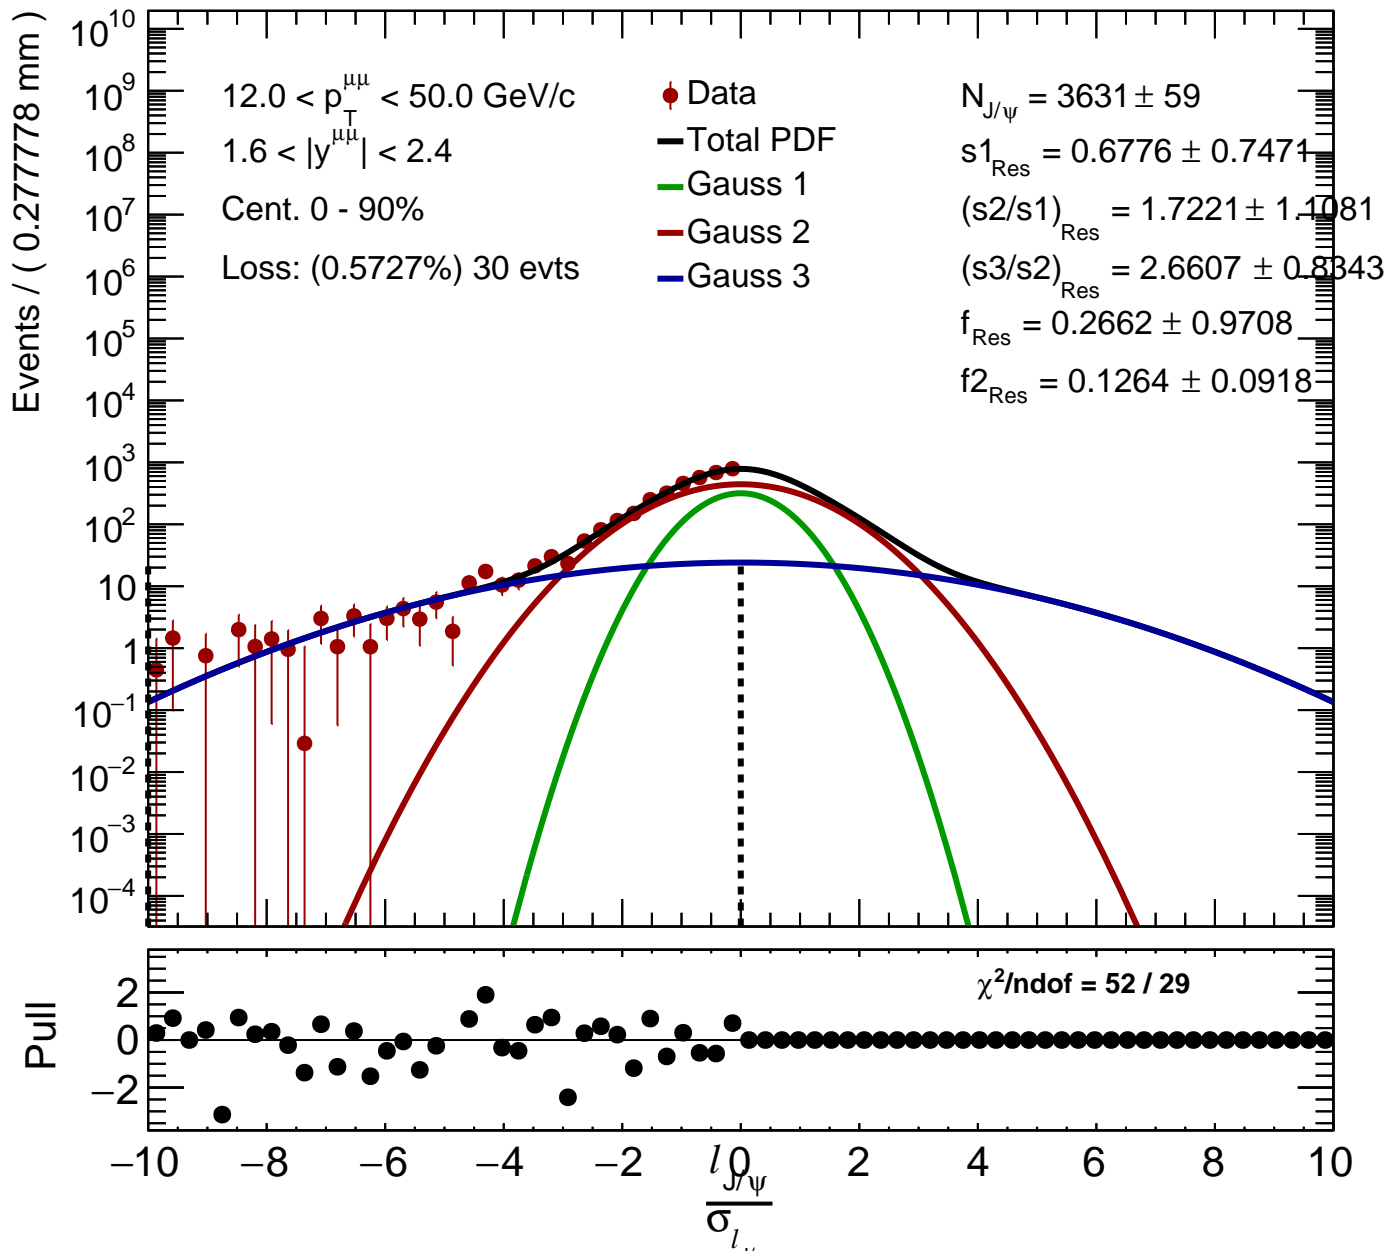 Events / ( 0.277778 mm )
10^10
10^9
10^8
10^7
10^6
10^5
10^4
10^3
10^2
10
1
10^−1
10^−2
10^−3
10^−4
12.0 < p_T^μμ < 50.0 GeV/c
1.6 < |y^μμ| < 2.4
Cent. 0 - 90%
Loss: (0.5727%) 30 evts
Data
Total PDF
Gauss 1
Gauss 2
Gauss 3
N_J/ψ = 3631 ± 59
s1_Res = 0.6776 ± 0.7471
(s2/s1)_Res = 1.7221 ± 1.1081
(s3/s2)_Res = 2.6607 ± 0.8343
f_Res = 0.2662 ± 0.9708
f2_Res = 0.1264 ± 0.0918
Pull
2
0
−2
χ²/ndof = 52 / 29
−10 −8 −6 −4 −2 0 2 4 6 8 10
l_J/ψ
σ_l